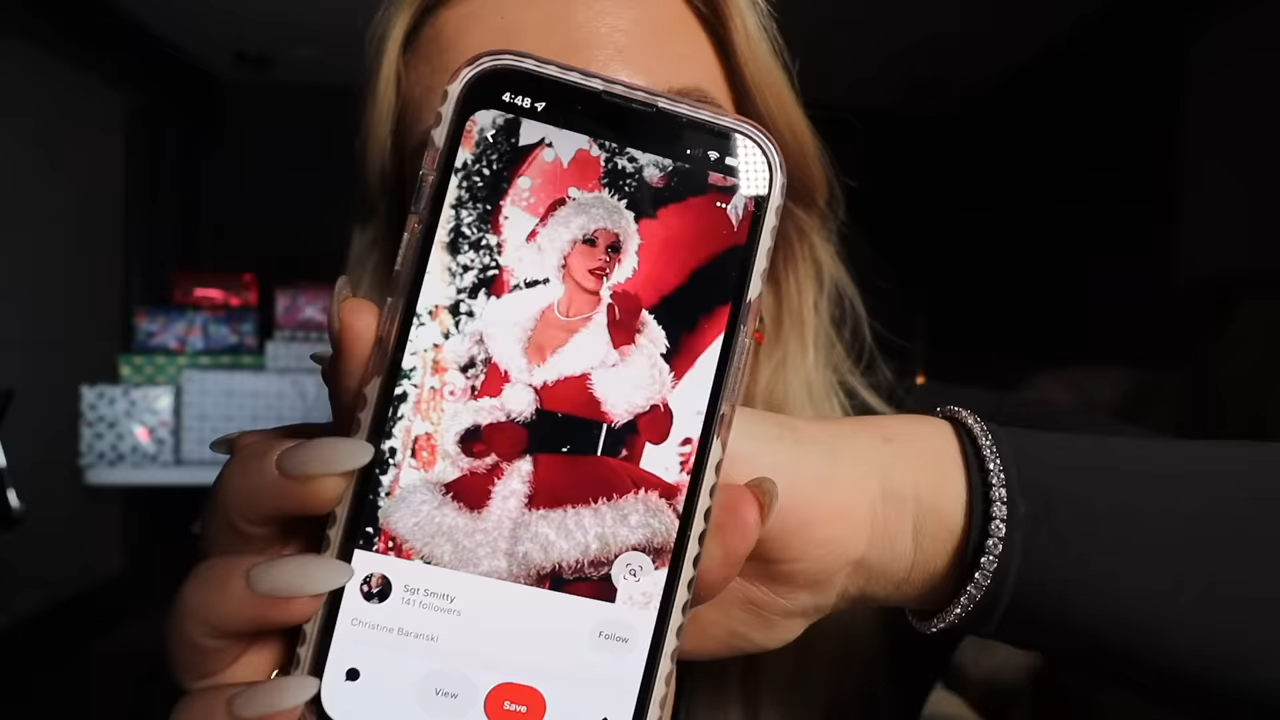 4:48
Sgt Smitty
141 followers
Follow
Christine Baranski
View
Save